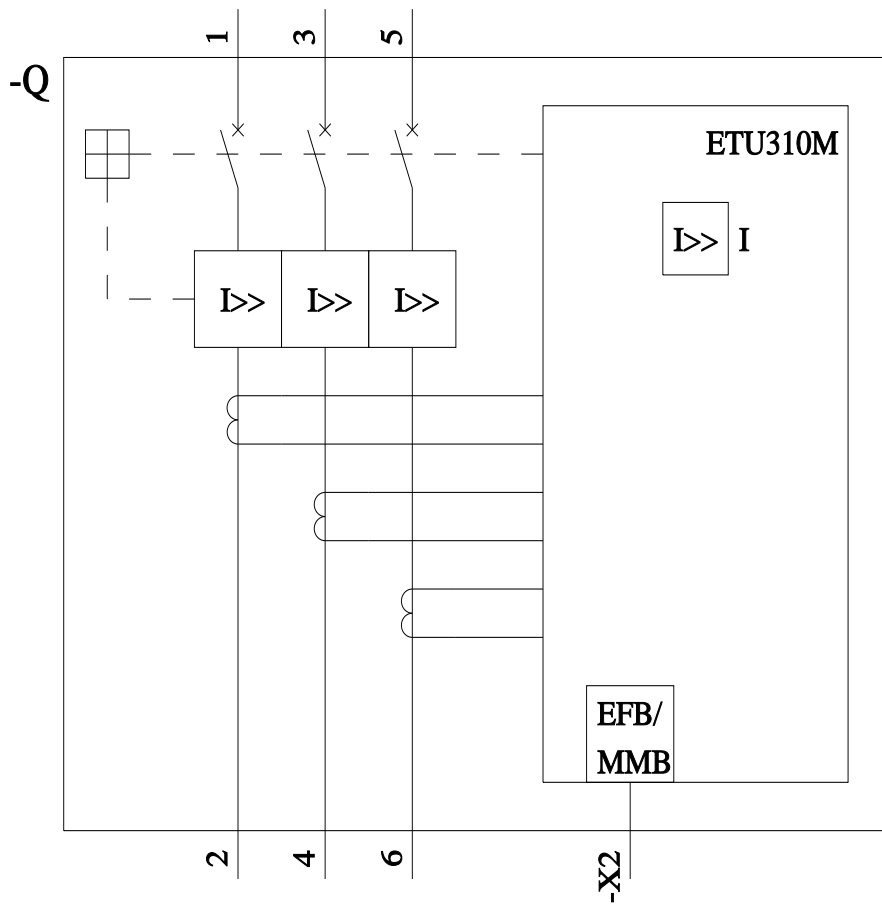 1 3 5
-Q
ETU310M
I>> I
I>> I>> I>>
EFB/
MMB
2 4 6 -X2